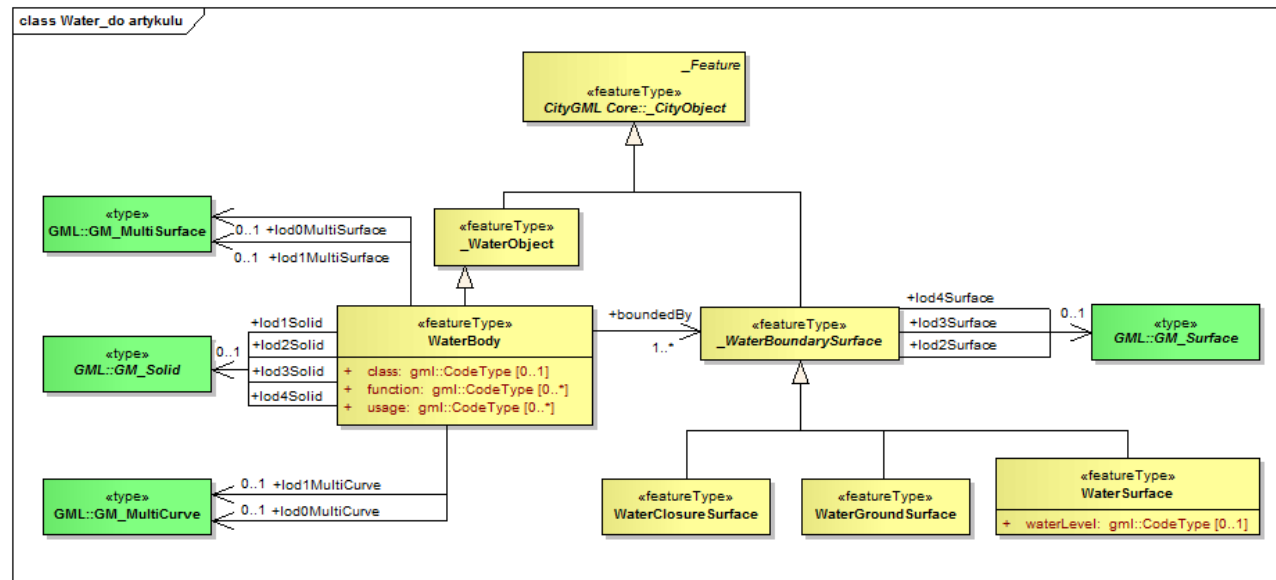 class Water_do artykulu
_Feature
«featureType»
CityGML Core::_CityObject
«type»
GML::GM_MultiSurface
0..1 +lod0MultiSurface
0..1 +lod1MultiSurface
«featureType»
_WaterObject
+lod1Solid
0..1
+lod2Solid
+lod3Solid
+lod4Solid
«type»
GML::GM_Solid
«featureType»
WaterBody
+ class: gml::CodeType [0..1]
+ function: gml::CodeType [0..*]
+ usage: gml::CodeType [0..*]
+boundedBy
1..*
«featureType»
_WaterBoundarySurface
+lod4Surface
+lod3Surface
+lod2Surface
0..1
«type»
GML::GM_Surface
«type»
GML::GM_MultiCurve
0..1 +lod1MultiCurve
0..1 +lod0MultiCurve
«featureType»
WaterClosureSurface
«featureType»
WaterGroundSurface
«featureType»
WaterSurface
+ waterLevel: gml::CodeType [0..1]